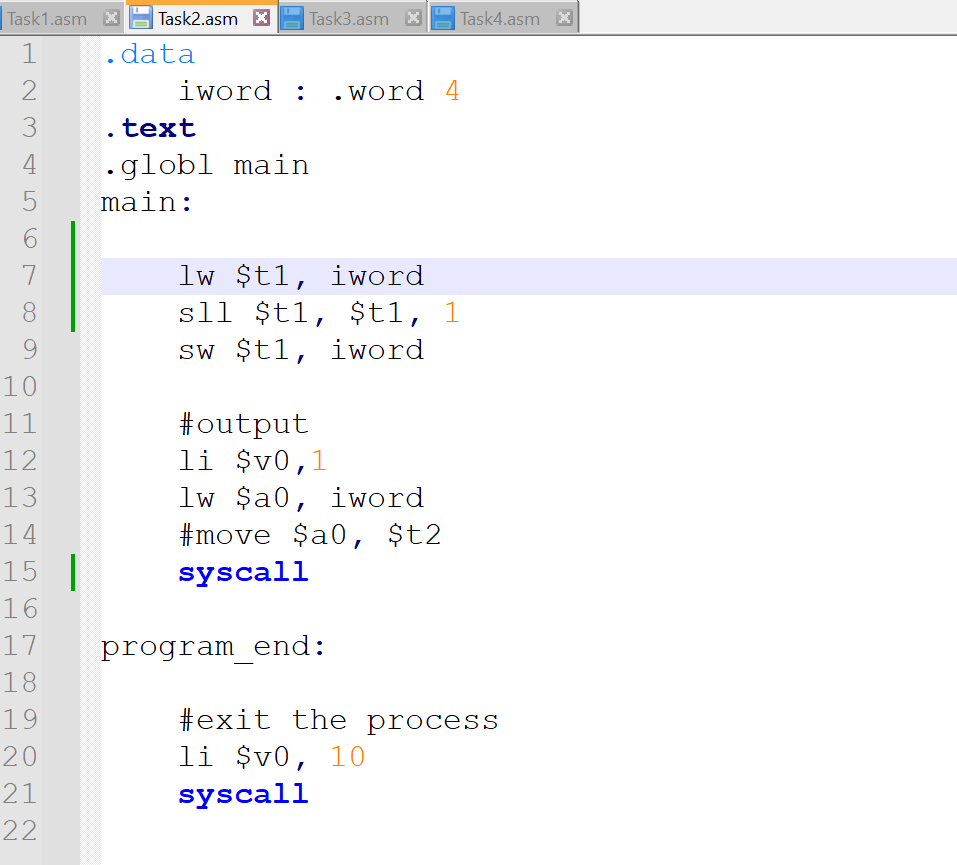 Task1.asm Task2.asm Task3.asm Task4.asm
1 .data
2 iword : .word 4
3 .text
4 .globl main
5 main:
6
7 lw $t1, iword
8 sll $t1, $t1, 1
9 sw $t1, iword
10
11 #output
12 li $v0,1
13 lw $a0, iword
14 #move $a0, $t2
15 syscall
16
17 program_end:
18
19 #exit the process
20 li $v0, 10
21 syscall
22